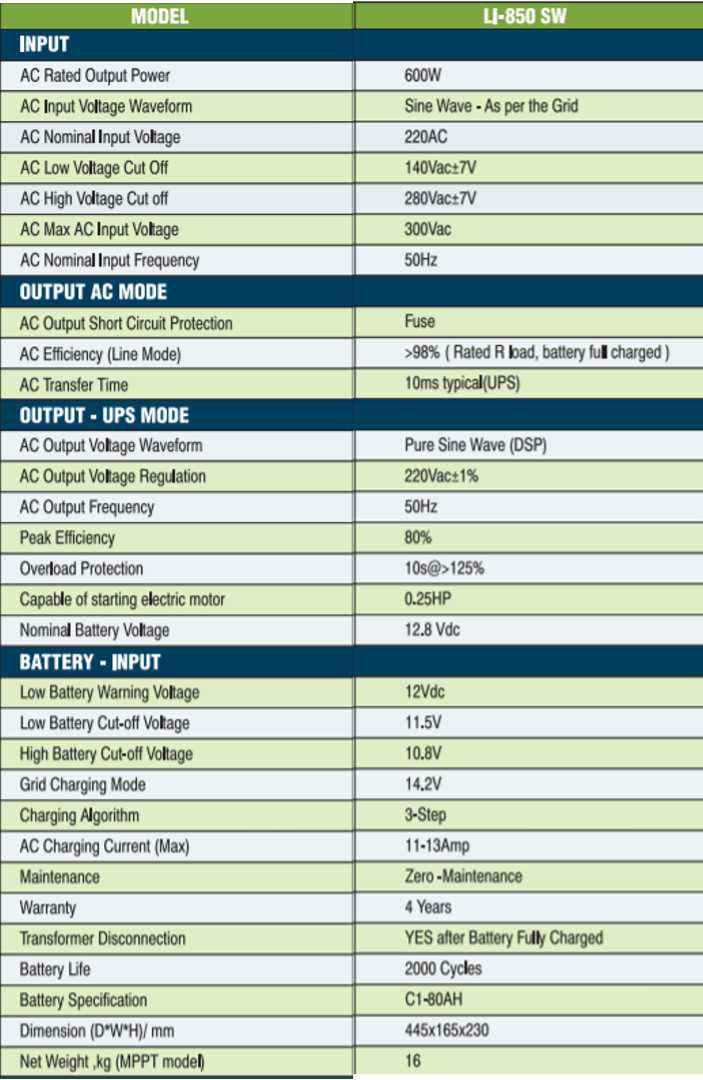 MODEL LI-850 SW
INPUT
AC Rated Output Power 600W
AC Input Voltage Waveform Sine Wave - As per the Grid
AC Nominal Input Voltage 220AC
AC Low Voltage Cut Off 140Vac±7V
AC High Voltage Cut off 280Vac±7V
AC Max AC Input Voltage 300Vac
AC Nominal Input Frequency 50Hz
OUTPUT AC MODE
AC Output Short Circuit Protection Fuse
AC Efficiency (Line Mode) >98% ( Rated R load, battery full charged )
AC Transfer Time 10ms typical(UPS)
OUTPUT - UPS MODE
AC Output Voltage Waveform Pure Sine Wave (DSP)
AC Output Voltage Regulation 220Vac±1%
AC Output Frequency 50Hz
Peak Efficiency 80%
Overload Protection 10s@>125%
Capable of starting electric motor 0.25HP
Nominal Battery Voltage 12.8 Vdc
BATTERY - INPUT
Low Battery Warning Voltage 12Vdc
Low Battery Cut-off Voltage 11.5V
High Battery Cut-off Voltage 10.8V
Grid Charging Mode 14.2V
Charging Algorithm 3-Step
AC Charging Current (Max) 11-13Amp
Maintenance Zero -Maintenance
Warranty 4 Years
Transformer Disconnection YES after Battery Fully Charged
Battery Life 2000 Cycles
Battery Specification C1-80AH
Dimension (D*W*H)/ mm 445x165x230
Net Weight ,kg (MPPT model) 16